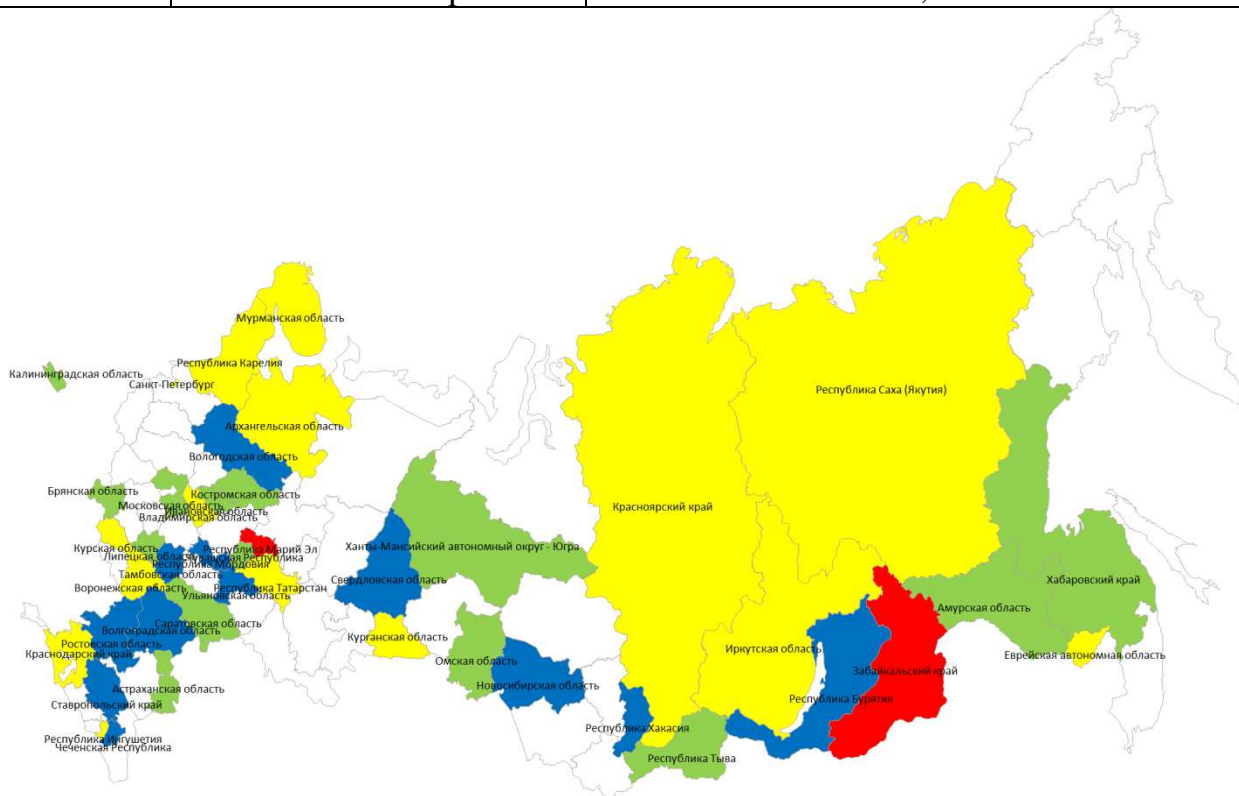 Мурманская область
Республика Карелия
Калининградская область
Санкт-Петербург
Республика Саха (Якутия)
Архангельская область
Вологодская область
Брянская область
Костромская область
Московская область
Ивановская область
Владимирская область
Красноярский край
Курская область
Республика Марий Эл
Липецкая область
Чувашская Республика
Ханты-Мансийский автономный округ - Югра
Республика Мордовия
Тамбовская область
Свердловская область
Хабаровский край
Воронежская область
Республика Татарстан
Ульяновская область
Амурская область
Саратовская область
Волгоградская область
Курганская область
Ростовская область
Краснодарский край
Иркутская область
Еврейская автономная область
Омская область
Забайкальский край
Астраханская область
Новосибирская область
Ставропольский край
Республика Бурятия
Республика Хакасия
Республика Ингушетия
Чеченская Республика
Республика Тыва